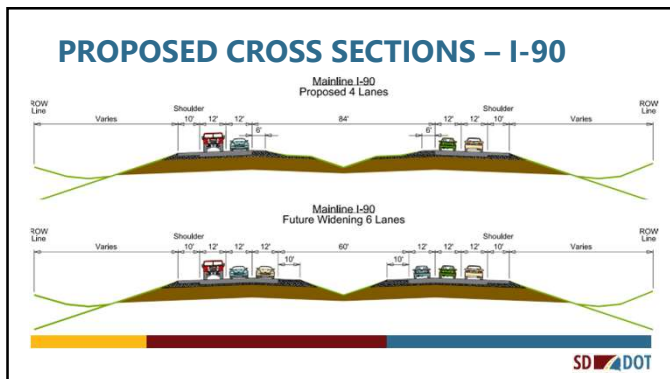 PROPOSED CROSS SECTIONS – I-90
Mainline I-90
Proposed 4 Lanes
ROW
Line
Varies
Shoulder
10' 12' 12'
6'
84'
6'
12' 12' 10'
Shoulder
Varies
ROW
Line
Mainline I-90
Future Widening 6 Lanes
ROW
Line
Varies
Shoulder
10' 12' 12' 12'
10'
60'
10'
12' 12' 12' 10'
Shoulder
Varies
ROW
Line
SD DOT